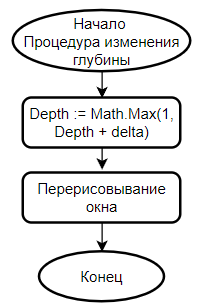 Начало
Процедура изменения
глубины
Depth := Math.Max(1,
Depth + delta)
Перерисовывание
окна
Конец